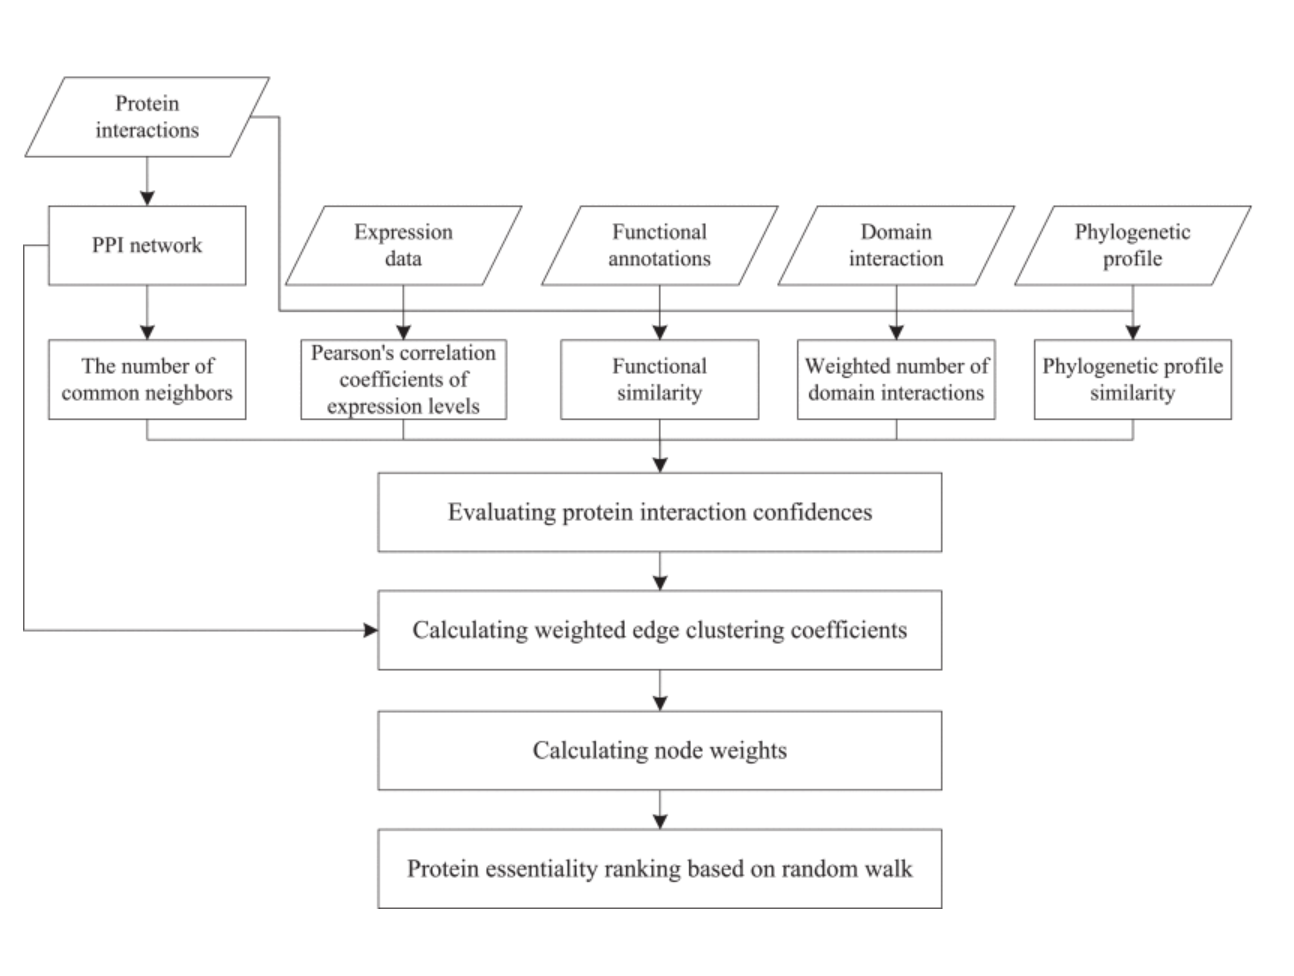 Protein
interactions
PPI network
Expression
data
Functional
annotations
Domain
interaction
Phylogenetic
profile
The number of
common neighbors
Pearson's correlation
coefficients of
expression levels
Functional
similarity
Weighted number of
domain interactions
Phylogenetic profile
similarity
Evaluating protein interaction confidences
Calculating weighted edge clustering coefficients
Calculating node weights
Protein essentiality ranking based on random walk